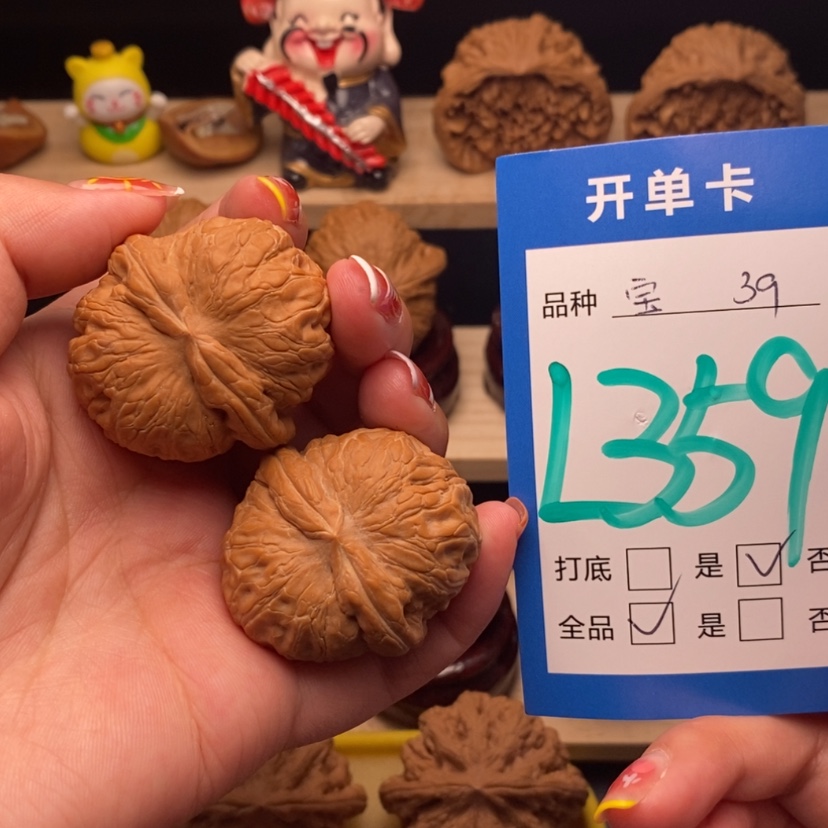 开单卡
品种 宝 39
L359
打底 是 否
全品 是 否